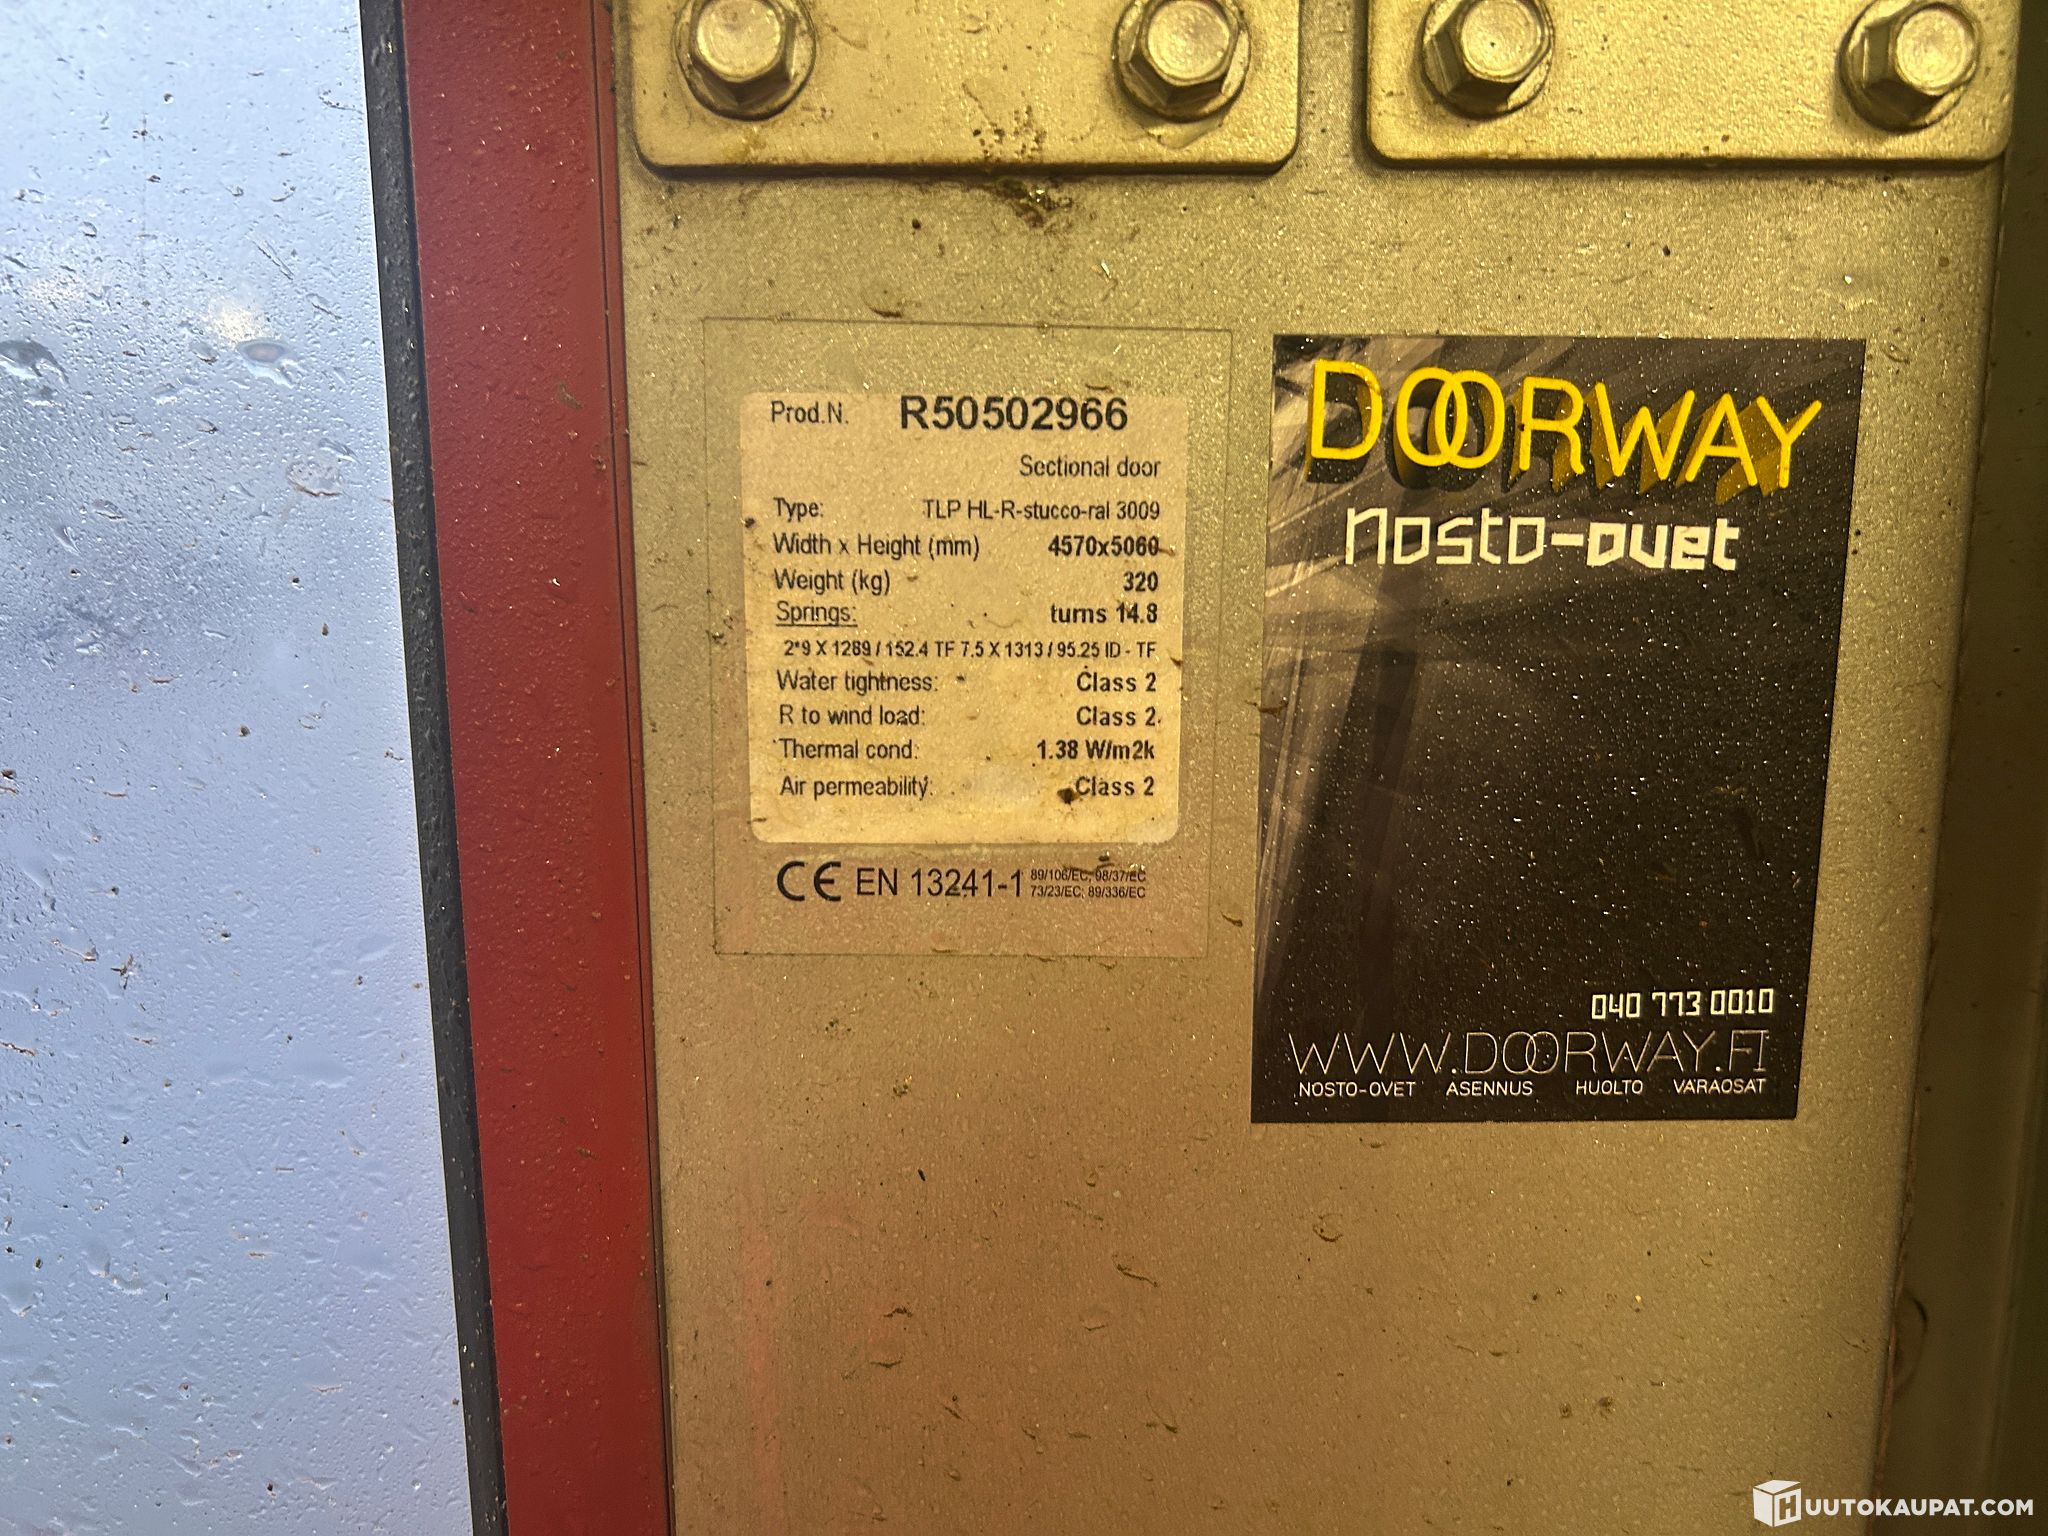 Prod.N. R50502966
Sectional door
Type: TLP HL-R-stucco-ral 3009
Width x Height (mm) 4570x5060
Weight (kg) 320
Springs: turns 14.8
2*9 X 1289 / 152.4 TF 7.5 X 1313 / 95.25 ID - TF
Water tightness: Class 2
R to wind load: Class 2
Thermal cond: 1.38 W/m2k
Air permeability: Class 2
CE EN 13241-1 89/106/EC; 98/37/EC
73/23/EC; 89/336/EC
DOORWAY
nosto-ovet
040 773 0010
WWW.DOORWAY.FI
NOSTO-OVET ASENNUS HUOLTO VARAOSAT
HUUTOKAUPAT.COM